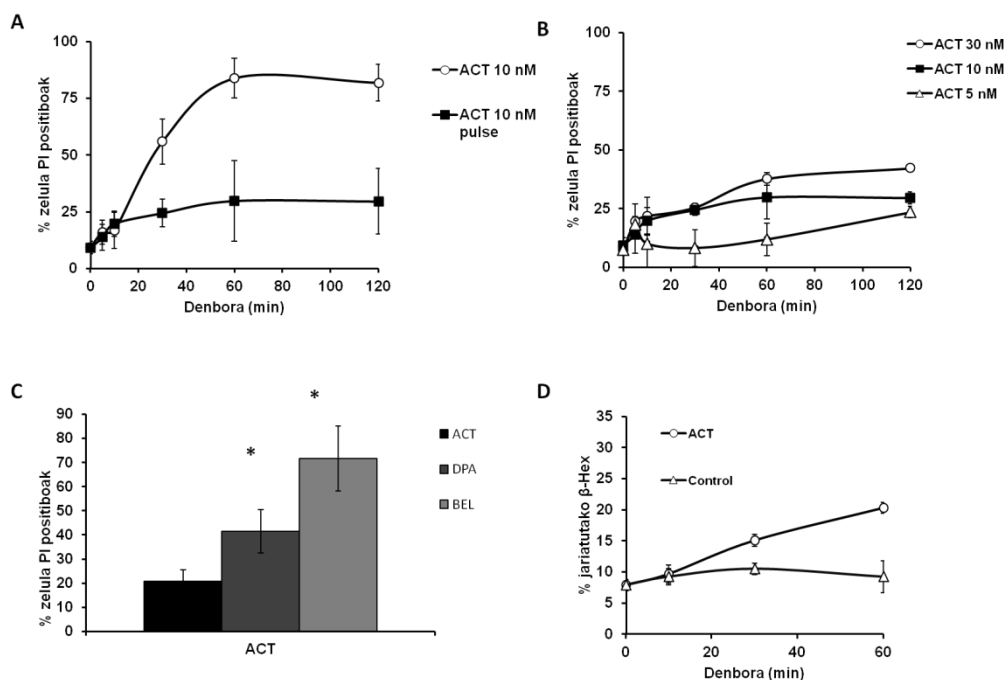 A
100
75
50
25
0
% zelula PI positiboak
0 20 40 60 80 100 120
Denbora (min)
ACT 10 nM
ACT 10 nM
pulse
B
100
75
50
25
0
% zelula PI positiboak
0 20 40 60 80 100 120
Denbora (min)
ACT 30 nM
ACT 10 nM
ACT 5 nM
C
90
80
70
60
50
40
30
20
10
0
% zelula PI positiboak
*
*
ACT
ACT
DPA
BEL
D
35
30
25
20
15
10
5
0
% jariatutako β-Hex
0 20 40 60
Denbora (min)
ACT
Control